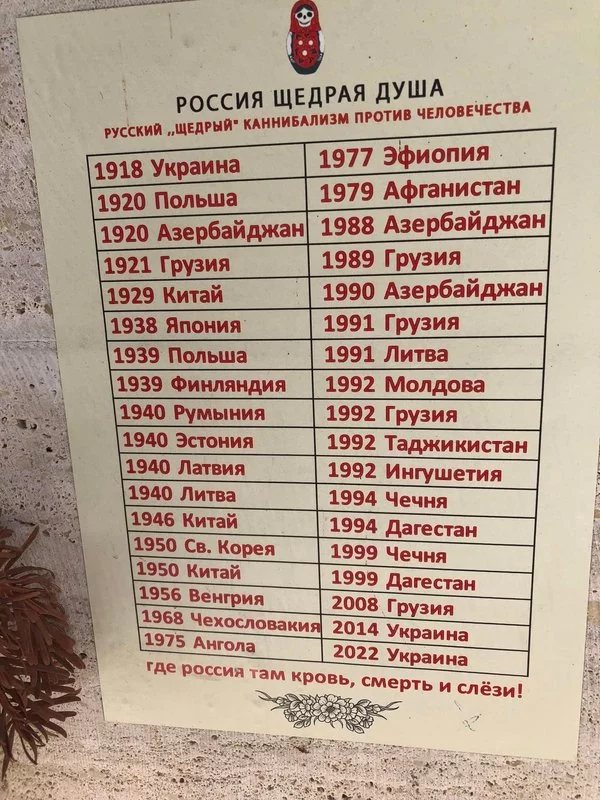 РОССИЯ ЩЕДРАЯ ДУША
РУССКИЙ „ЩЕДРЫЙ" КАННИБАЛИЗМ ПРОТИВ ЧЕЛОВЕЧЕСТВА
1918 Украина
1920 Польша
1920 Азербайджан
1921 Грузия
1929 Китай
1938 Япония
1939 Польша
1939 Финляндия
1940 Румыния
1940 Эстония
1940 Латвия
1940 Литва
1946 Китай
1950 Св. Корея
1950 Китай
1956 Венгрия
1968 Чехословакия
1975 Ангола
1977 Эфиопия
1979 Афганистан
1988 Азербайджан
1989 Грузия
1990 Азербайджан
1991 Грузия
1991 Литва
1992 Молдова
1992 Грузия
1992 Таджикистан
1992 Ингушетия
1994 Чечня
1994 Дагестан
1999 Чечня
1999 Дагестан
2008 Грузия
2014 Украина
2022 Украина
где россия там кровь, смерть и слёзи!